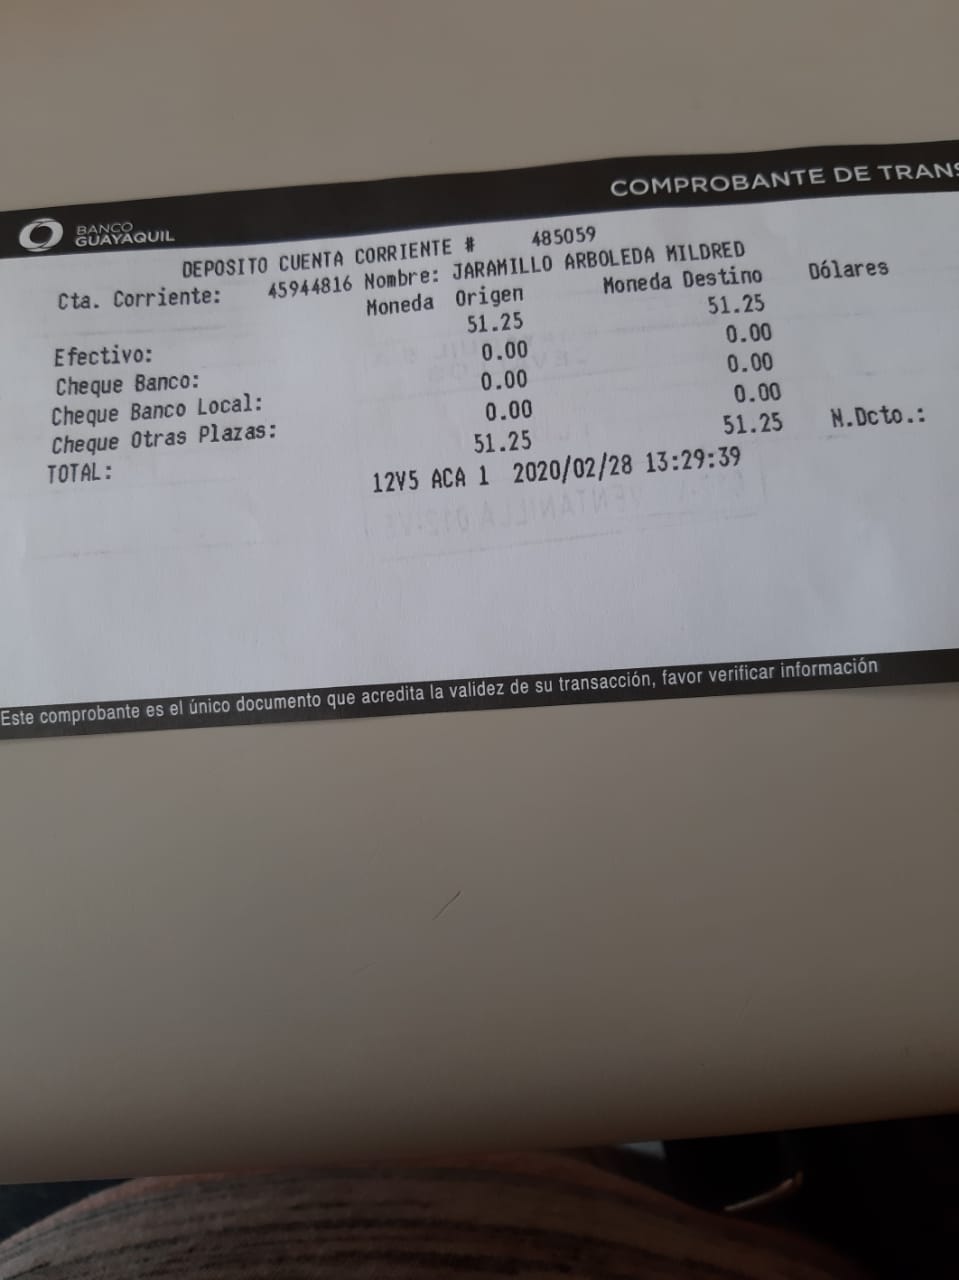 COMPROBANTE DE TRANS
BANCO
GUAYAQUIL
DEPOSITO CUENTA CORRIENTE # 485059
Cta. Corriente: 45944816 Nombre: JARAMILLO ARBOLEDA MILDRED
Moneda Origen Moneda Destino Dólares
Efectivo: 51.25 51.25
Cheque Banco: 0.00 0.00
Cheque Banco Local: 0.00 0.00
Cheque Otras Plazas: 0.00 0.00
TOTAL: 51.25 51.25 N.Dcto.:
12V5 ACA 1 2020/02/28 13:29:39
Este comprobante es el único documento que acredita la validez de su transacción, favor verificar información